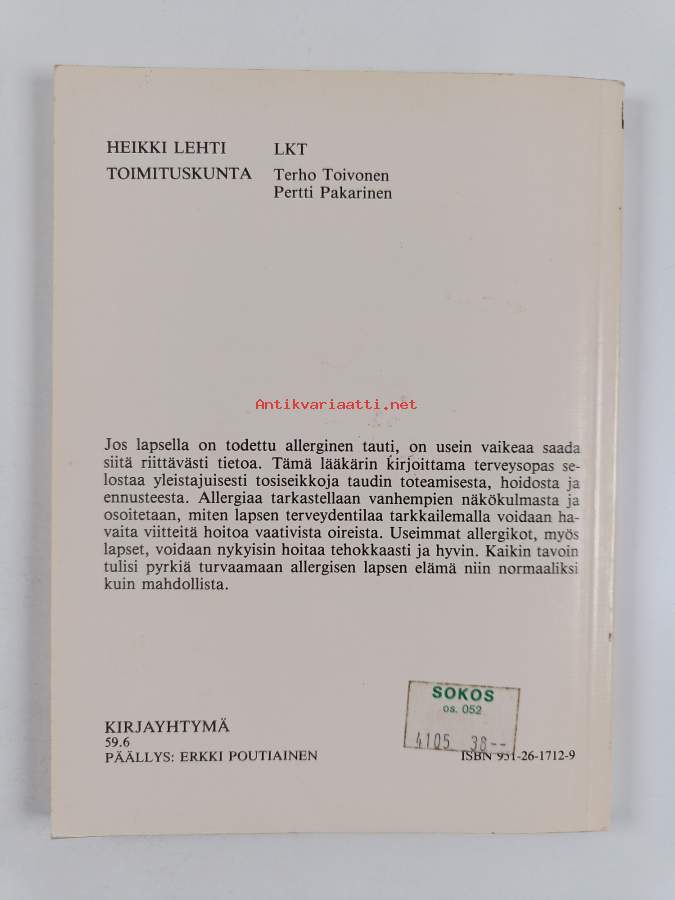 HEIKKI LEHTI LKT
TOIMITUSKUNTA Terho Toivonen
Pertti Pakarinen
Antikvariaatti.net
Jos lapsella on todettu allerginen tauti, on usein vaikeaa saada
siitä riittävästi tietoa. Tämä lääkärin kirjoittama terveysopas se-
lostaa yleistajuisesti tosiseikkoja taudin toteamisesta, hoidosta ja
ennusteesta. Allergiaa tarkastellaan vanhempien näkökulmasta ja
osoitetaan, miten lapsen terveydentilaa tarkkailemalla voidaan ha-
vaita viitteitä hoitoa vaativista oireista. Useimmat allergikot, myös
lapset, voidaan nykyisin hoitaa tehokkaasti ja hyvin. Kaikin tavoin
tulisi pyrkiä turvaamaan allergisen lapsen elämä niin normaaliksi
kuin mahdollista.
SOKOS
os. 052
4105 38--
KIRJAYHTYMÄ
59.6
PÄÄLLYS: ERKKI POUTIAINEN ISBN 951-26-1712-9